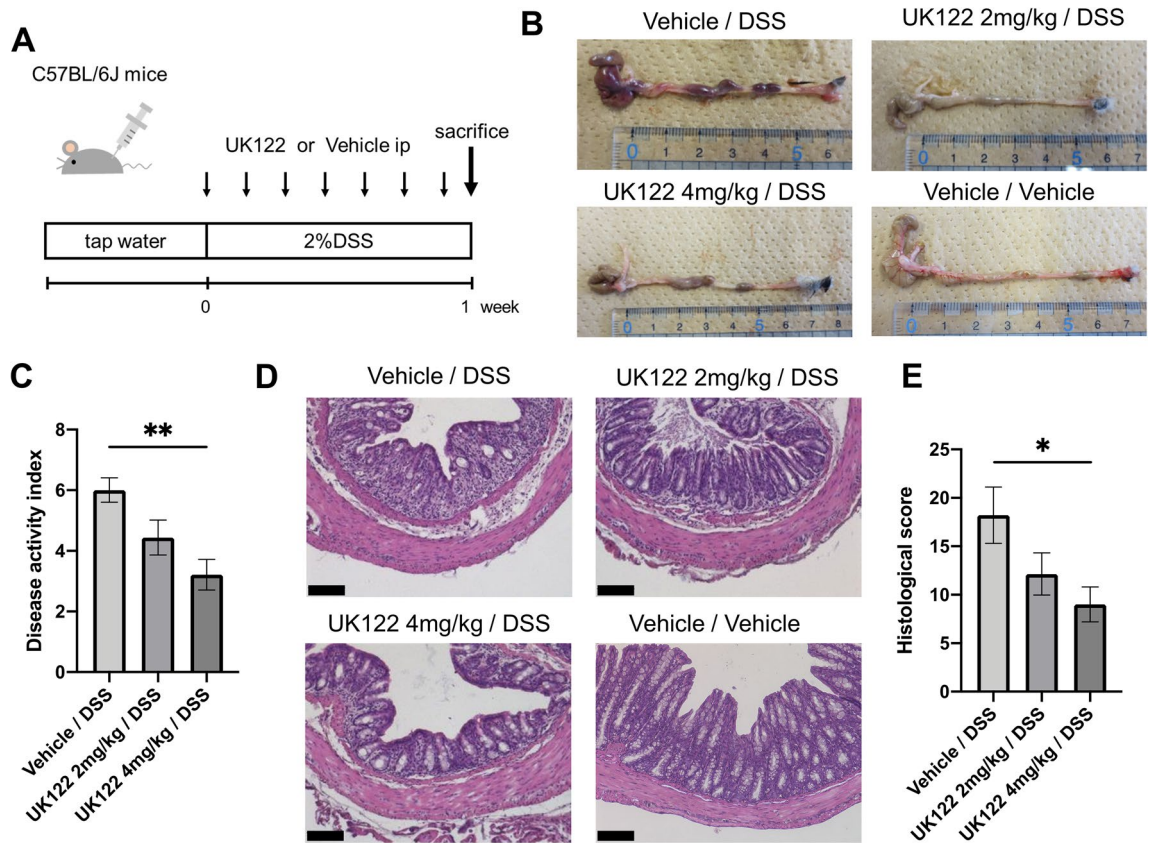 A
C57BL/6J mice
UK122 or Vehicle ip
sacrifice
tap water
2%DSS
0
1 week
B
Vehicle / DSS
UK122 2mg/kg / DSS
0 1 2 3 4 5 6
0 1 2 3 4 5 6 7
UK122 4mg/kg / DSS
Vehicle / Vehicle
0 1 2 3 4 5 6 7 8
0 1 2 3 4 5 6 7
C
Disease activity index
8
6
4
2
0
**
Vehicle / DSS
UK122 2mg/kg / DSS
UK122 4mg/kg / DSS
D
Vehicle / DSS
UK122 2mg/kg / DSS
UK122 4mg/kg / DSS
Vehicle / Vehicle
E
Histological score
25
20
15
10
5
0
*
Vehicle / DSS
UK122 2mg/kg / DSS
UK122 4mg/kg / DSS